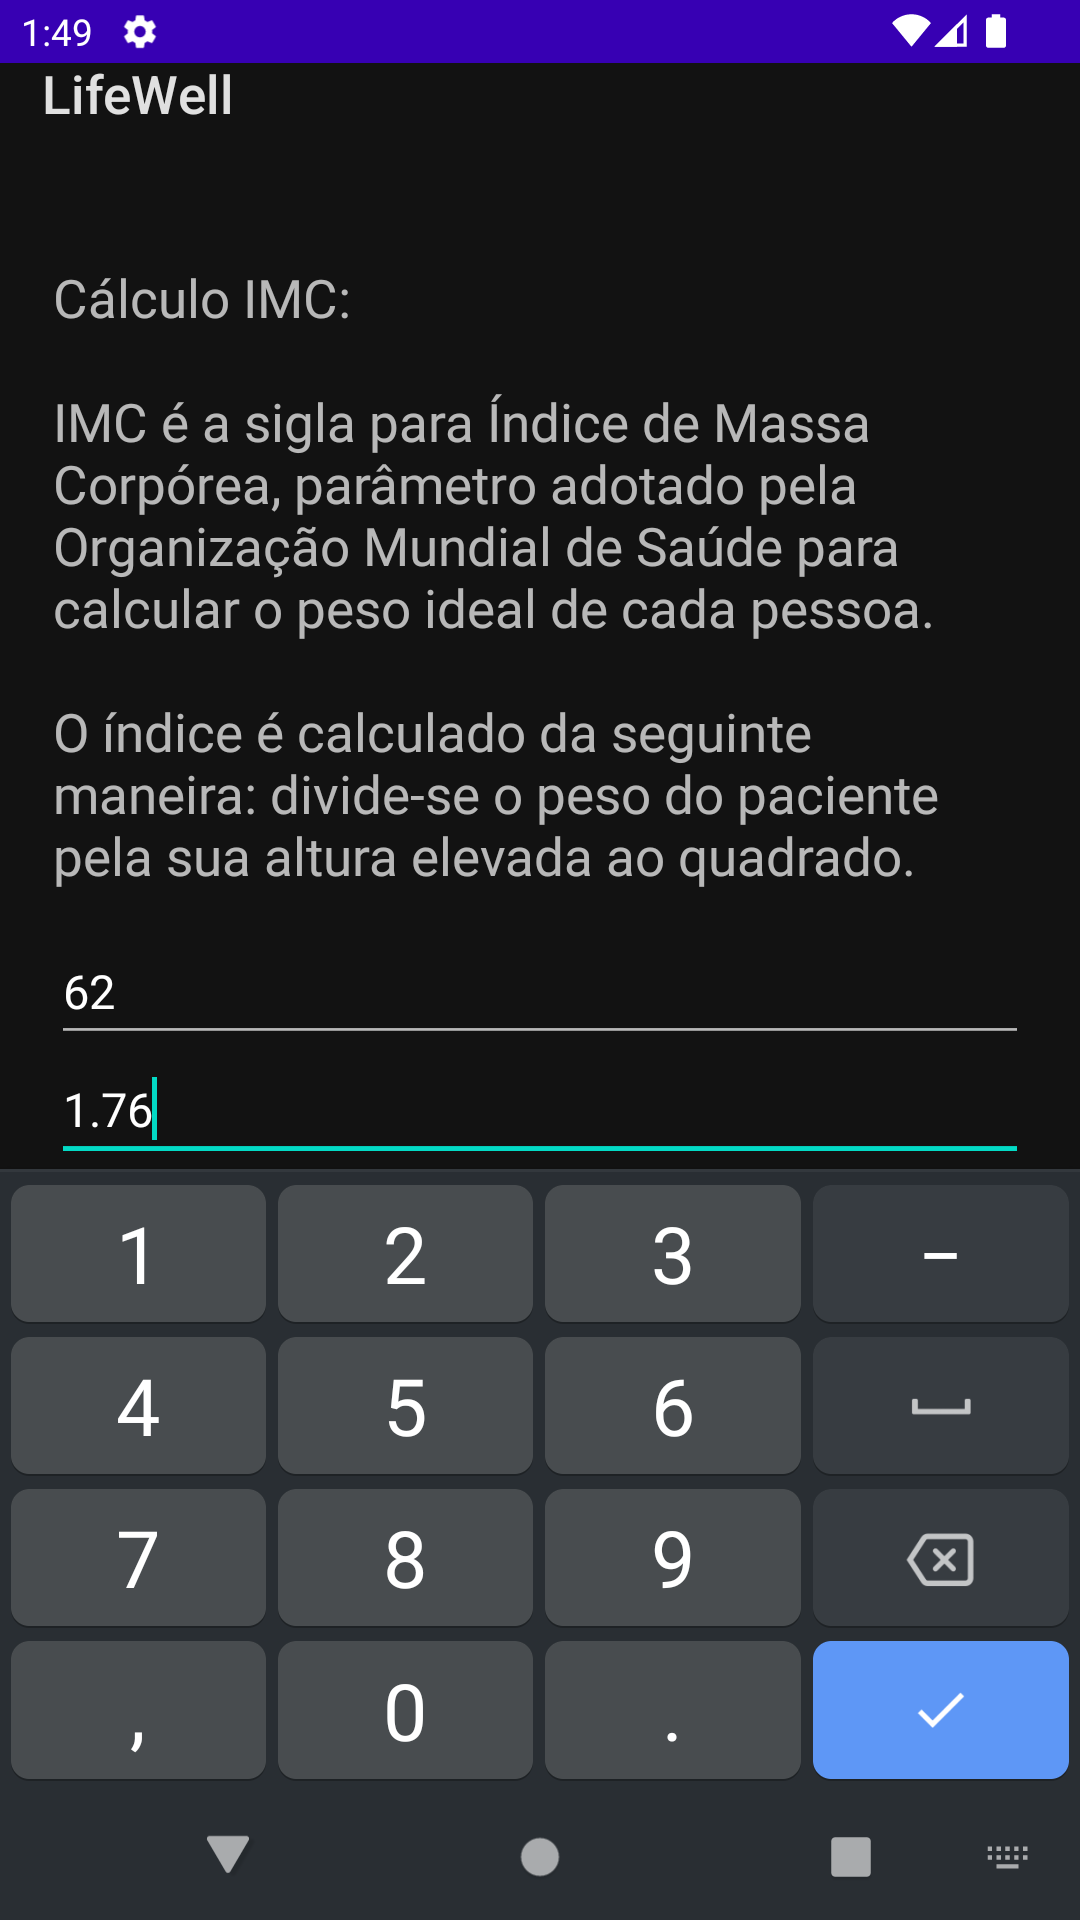 1:49
LifeWell
Cálculo IMC:
IMC é a sigla para Índice de Massa
Corpórea, parâmetro adotado pela
Organização Mundial de Saúde para
calcular o peso ideal de cada pessoa.
O índice é calculado da seguinte
maneira: divide-se o peso do paciente
pela sua altura elevada ao quadrado.
62
1.76
1 2 3 –
4 5 6
7 8 9
, 0 .